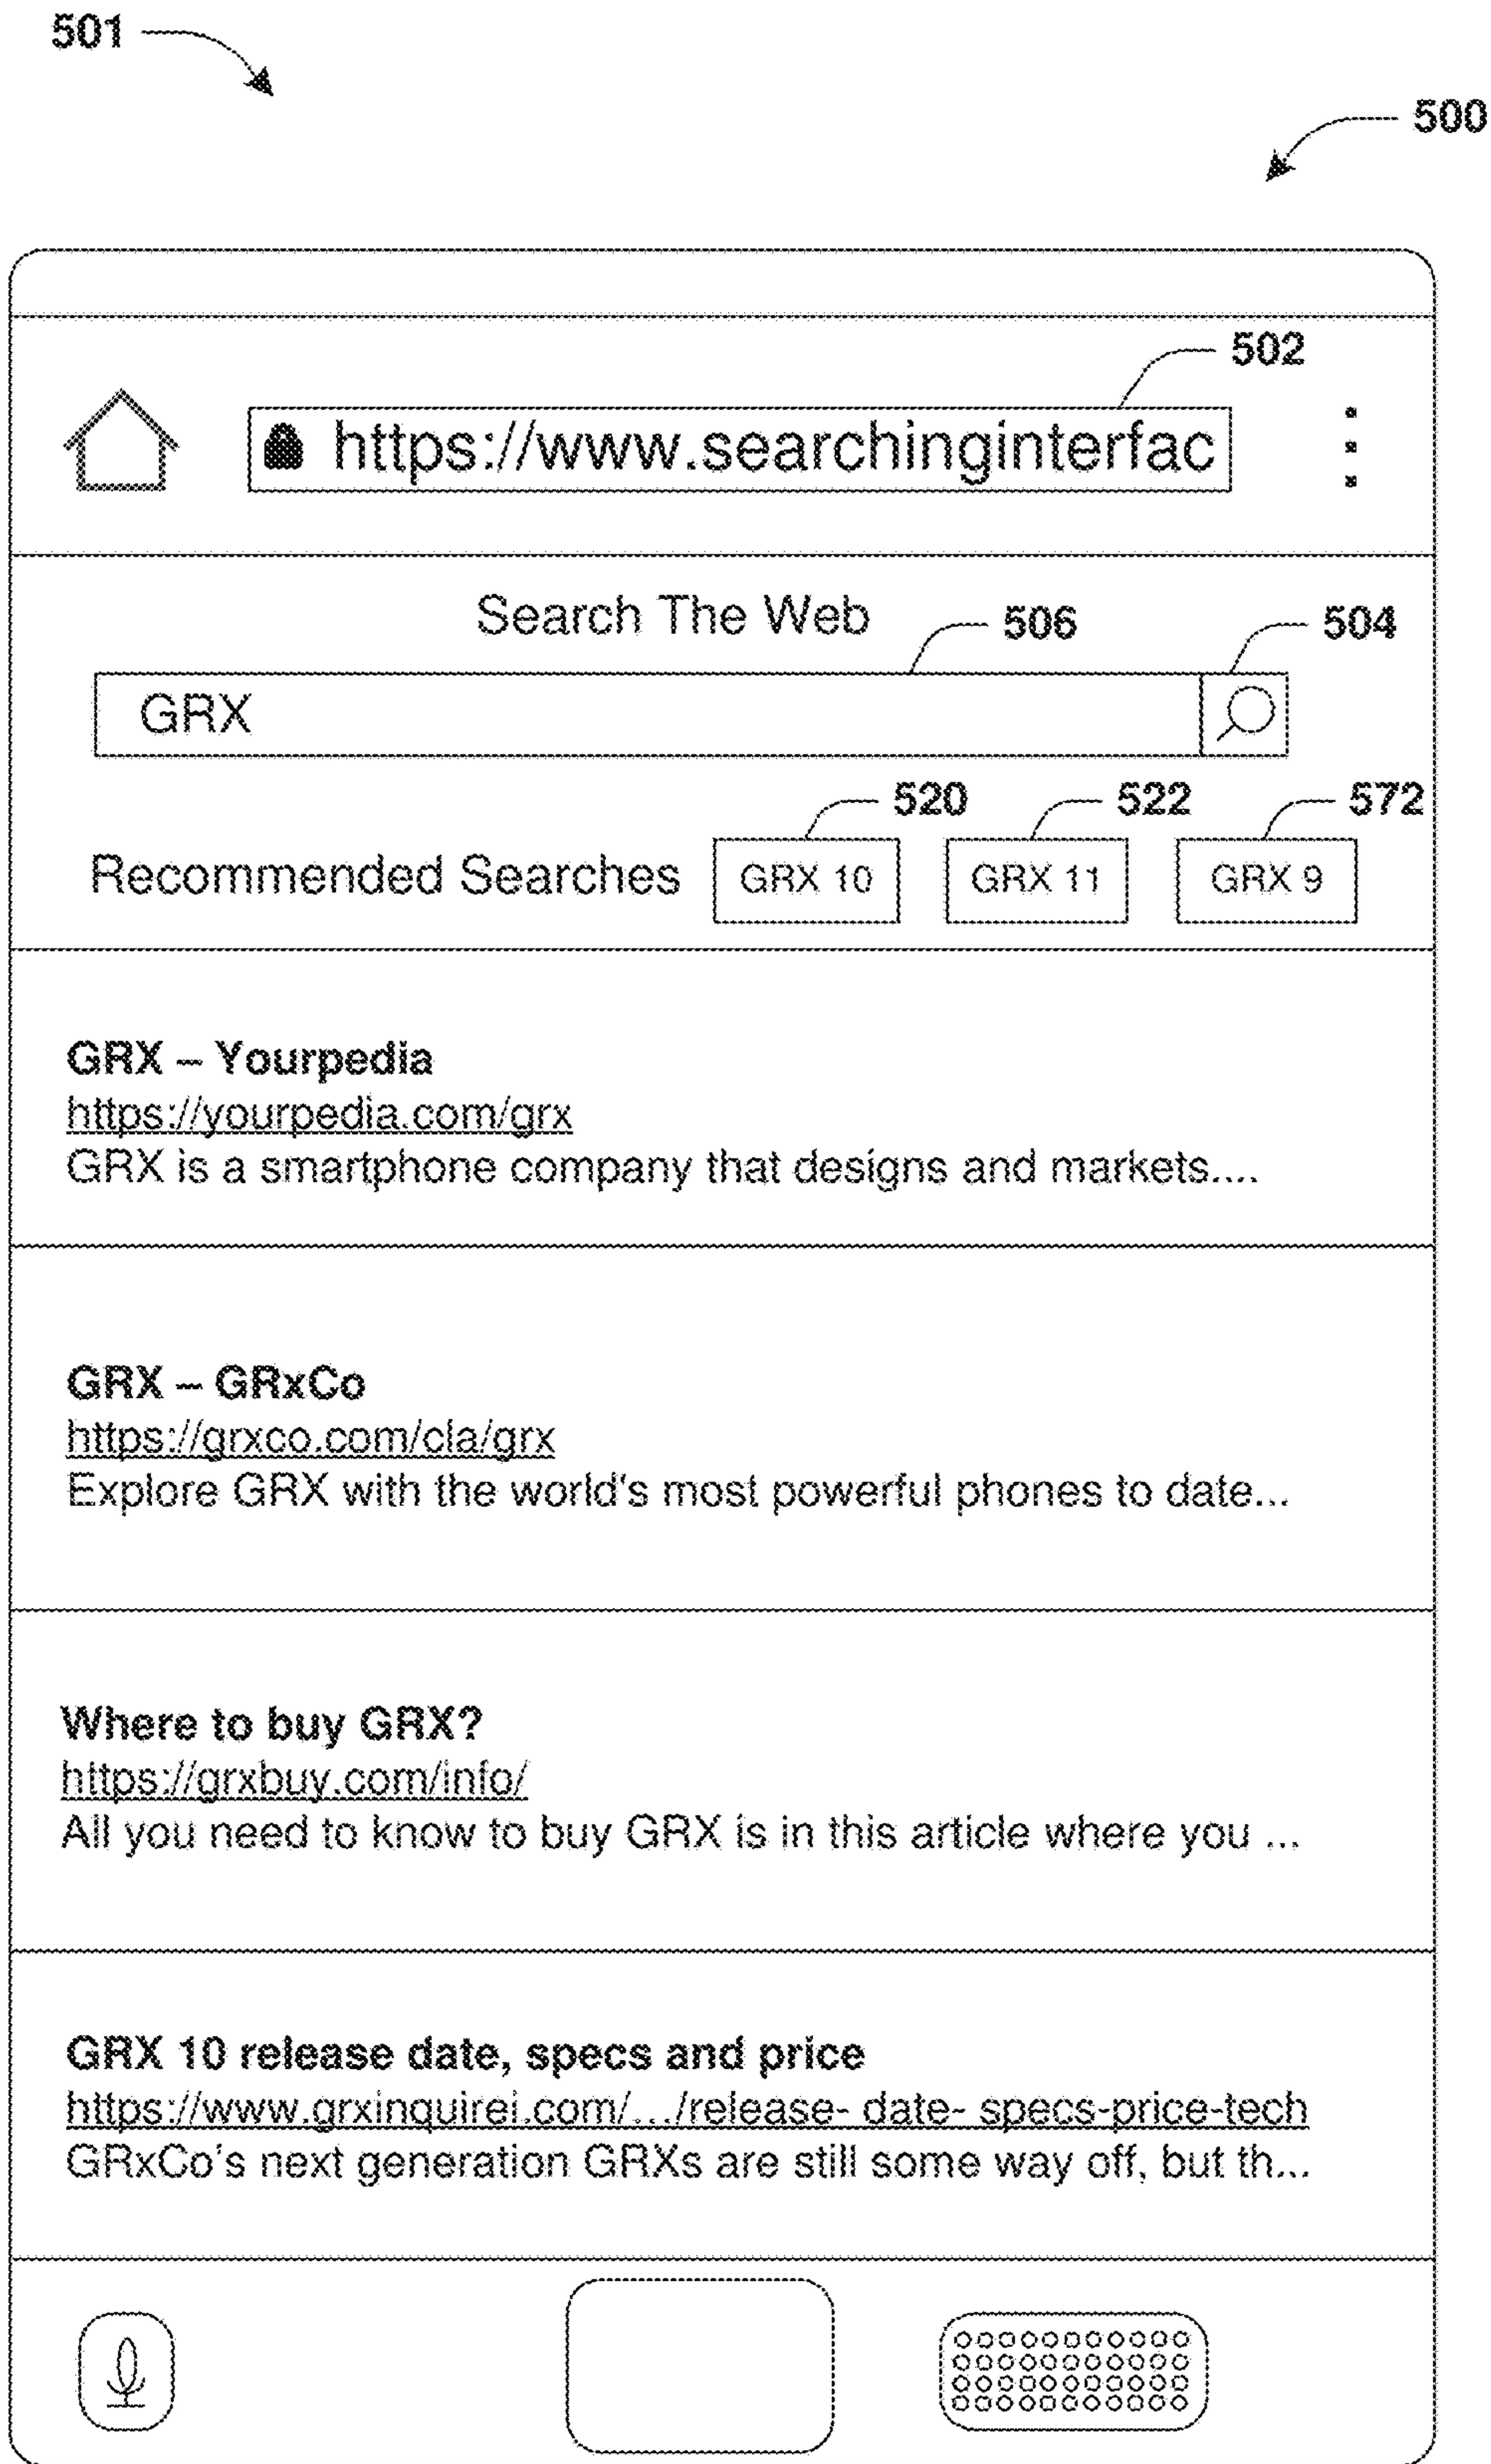 501
500
502
https://www.searchinginterfac
Search The Web
506
504
GRX
520
522
572
Recommended Searches
GRX 10
GRX 11
GRX 9
GRX – Yourpedia
https://yourpedia.com/grx
GRX is a smartphone company that designs and markets....
GRX – GRxCo
https://grxco.com/cla/grx
Explore GRX with the world's most powerful phones to date...
Where to buy GRX?
https://grxbuy.com/info/
All you need to know to buy GRX is in this article where you ...
GRX 10 release date, specs and price
https://www.grxinquirei.com/.../release- date- specs-price-tech
GRxCo's next generation GRXs are still some way off, but th...